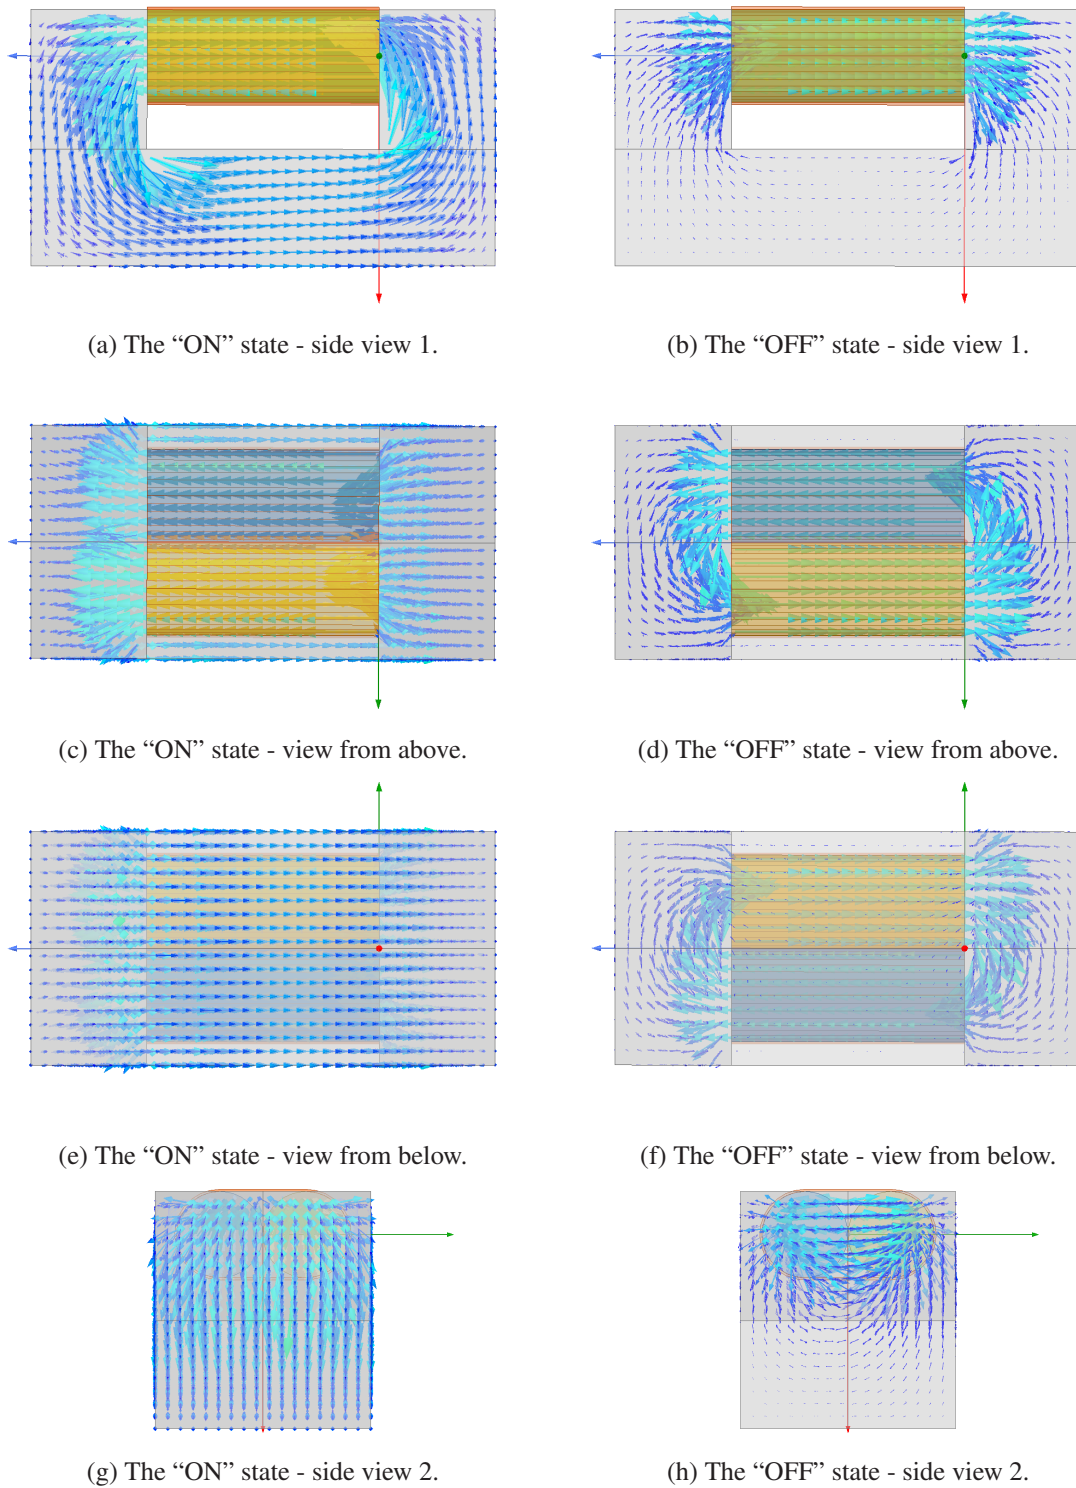 (a) The “ON” state - side view 1.
(b) The “OFF” state - side view 1.
(c) The “ON” state - view from above.
(d) The “OFF” state - view from above.
(e) The “ON” state - view from below.
(f) The “OFF” state - view from below.
(g) The “ON” state - side view 2.
(h) The “OFF” state - side view 2.